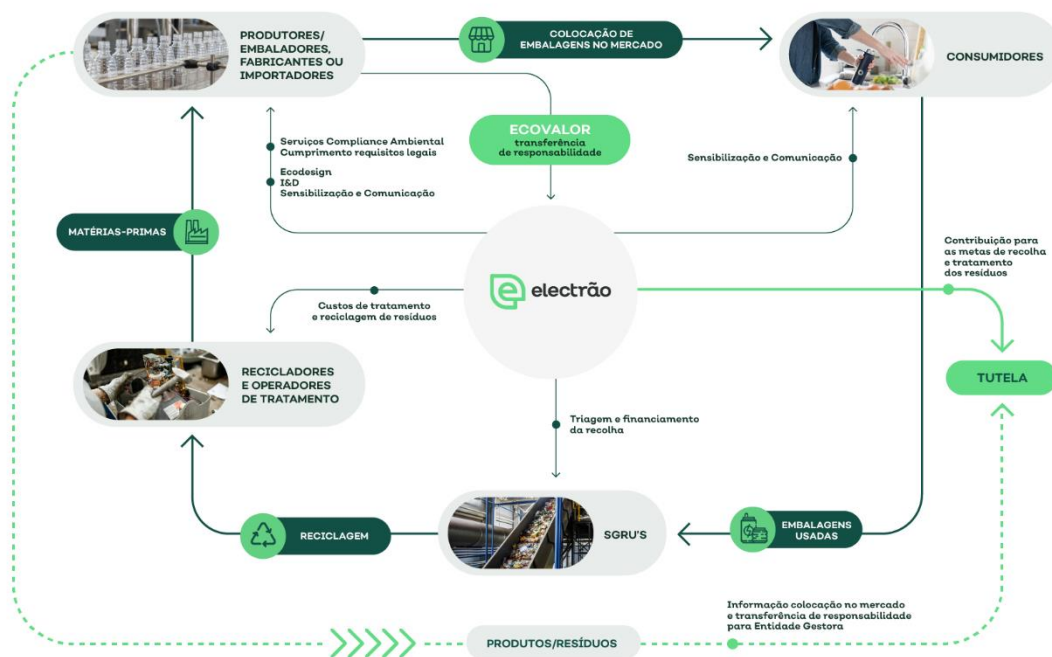 PRODUTORES/
EMBALADORES,
FABRICANTES OU
IMPORTADORES
COLOCAÇÃO DE
EMBALAGENS NO MERCADO
CONSUMIDORES
ECOVALOR
transferência
de responsabilidade
Serviços Compliance Ambiental
Cumprimento requisitos legais
Ecodesign
I&D
Sensibilização e Comunicação
Sensibilização e Comunicação
MATÉRIAS-PRIMAS
Contribuição para
as metas de recolha
e tratamento
dos resíduos
e electrão
Custos de tratamento
e reciclagem de resíduos
RECICLADORES
E OPERADORES
DE TRATAMENTO
TUTELA
Triagem e financiamento
da recolha
RECICLAGEM
SGRU'S
EMBALAGENS
USADAS
Informação colocação no mercado
e transferência de responsabilidade
para Entidade Gestora
PRODUTOS/RESÍDUOS